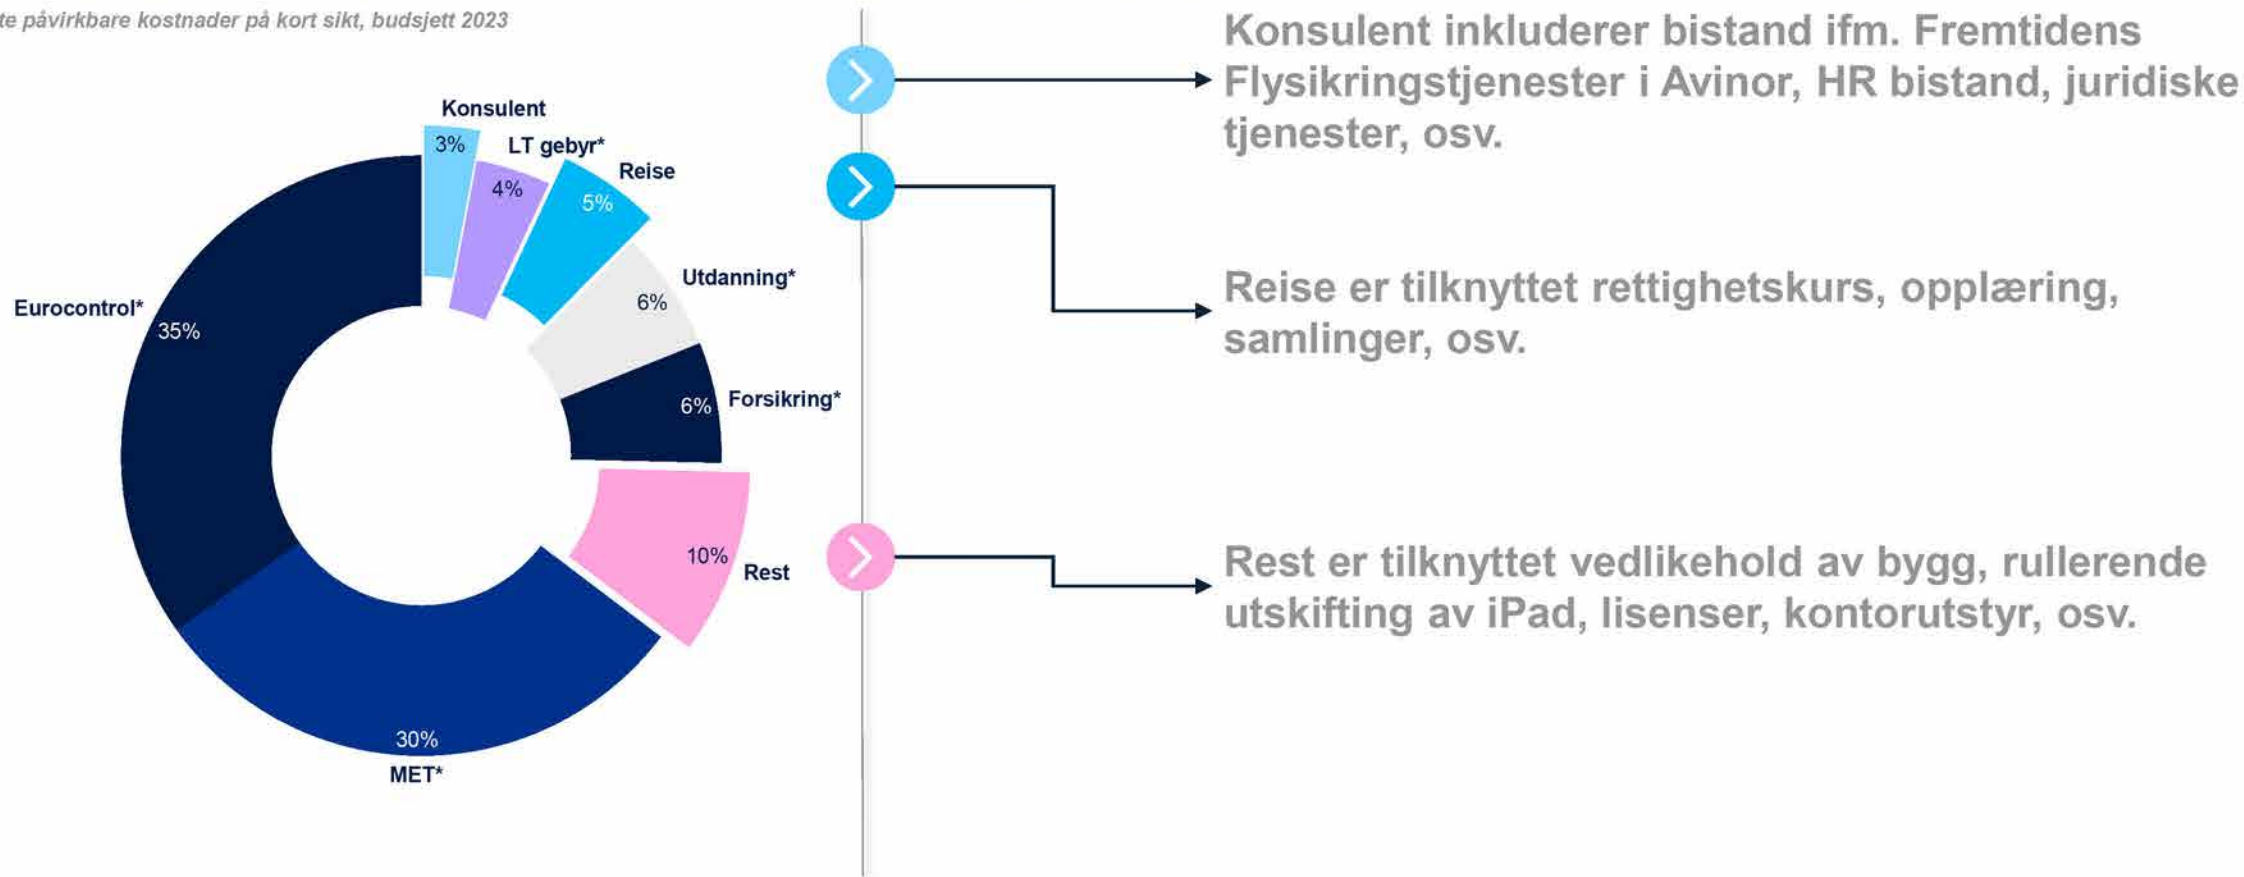 påvirkbare kostnader på kort sikt, budsjett 2023
Konsulent
3%
LT gebyr*
4%
Reise
5%
Utdanning*
6%
Forsikring*
6%
Rest
10%
MET*
30%
Eurocontrol*
35%
Konsulent inkluderer bistand ifm. Fremtidens
Flysikringstjenester i Avinor, HR bistand, juridiske
tjenester, osv.
Reise er tilknyttet rettighetskurs, opplæring,
samlinger, osv.
Rest er tilknyttet vedlikehold av bygg, rullerende
utskifting av iPad, lisenser, kontorutstyr, osv.